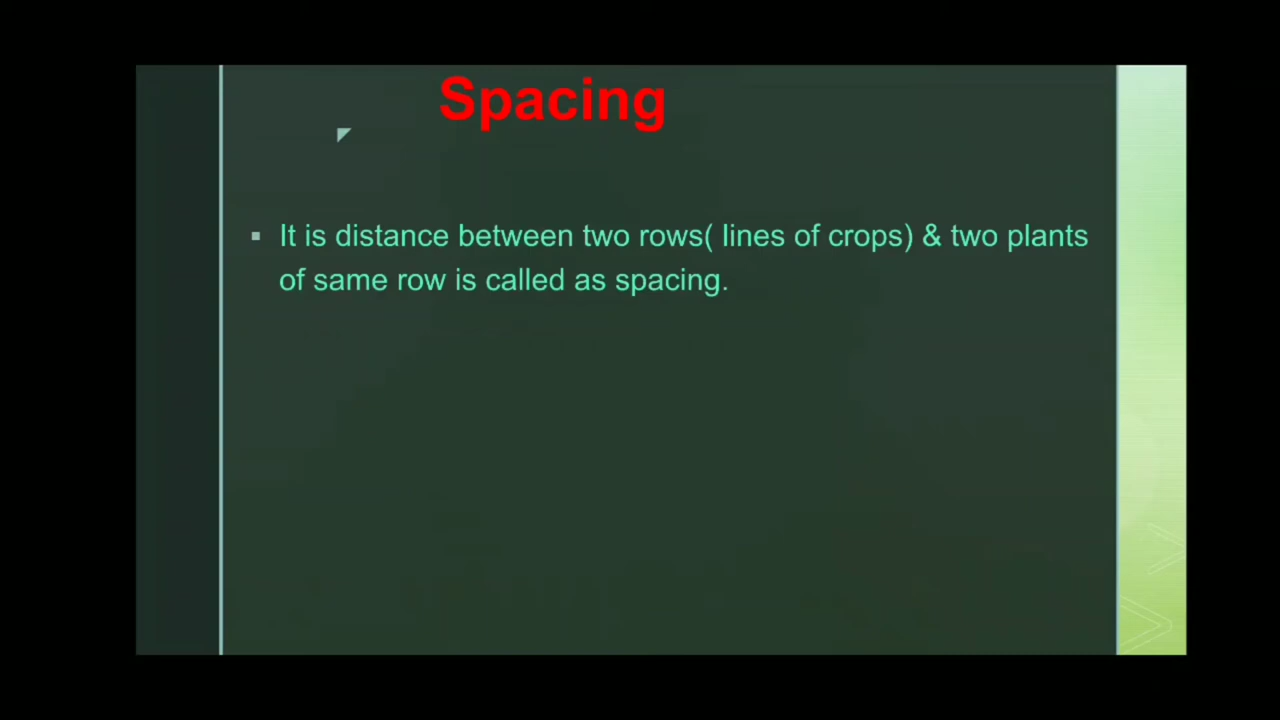 Spacing
It is distance between two rows( lines of crops) & two plants
of same row is called as spacing.